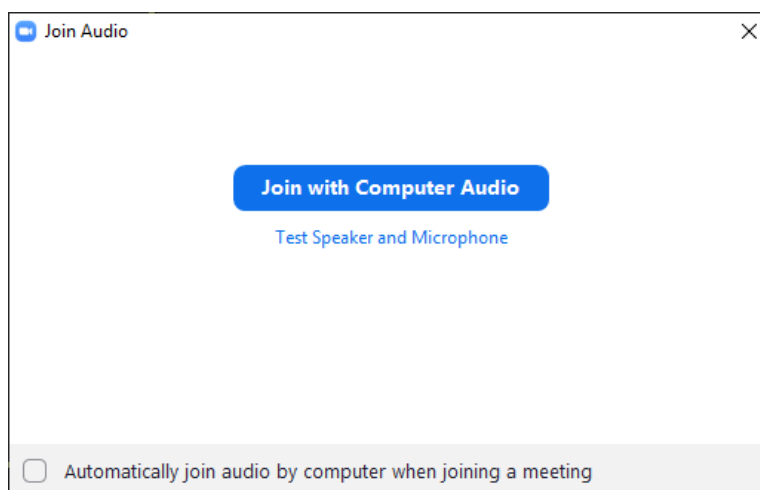 Join Audio
Join with Computer Audio
Test Speaker and Microphone
Automatically join audio by computer when joining a meeting